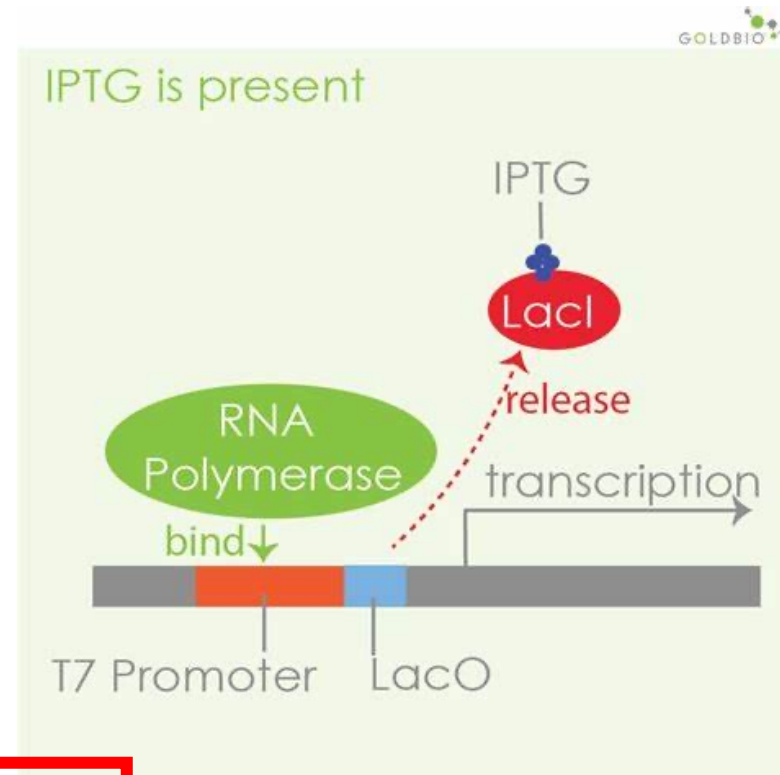 GOLDBIO
IPTG is present
IPTG
LacI
release
RNA
Polymerase
transcription
bind
T7 Promoter
LacO